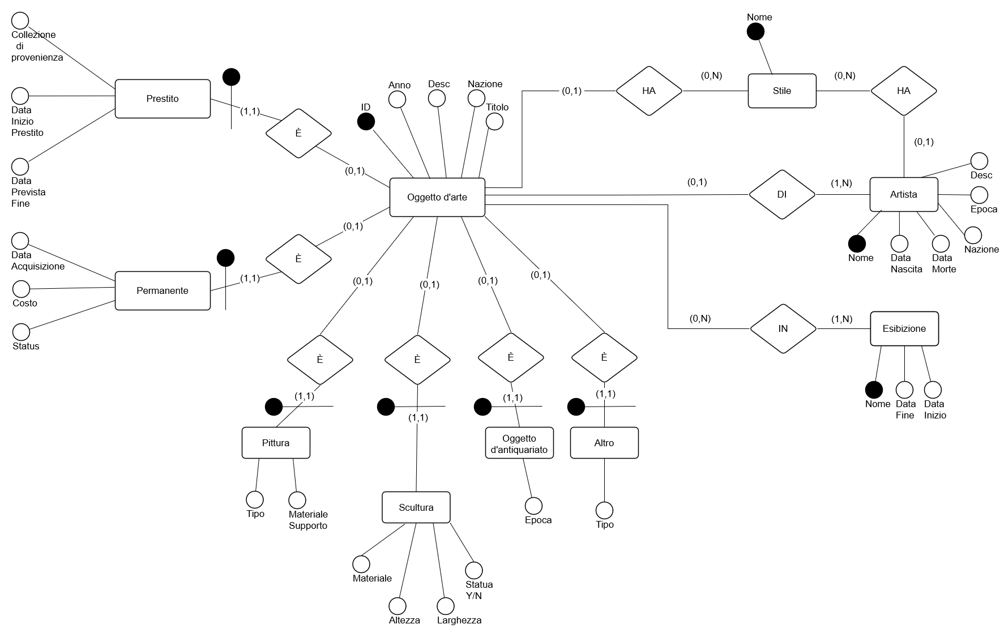 Nome
Collezione
di
provenienza
(0,N)
(0,N)
Anno
Desc
Nazione
HA
(0,1)
Stile
HA
Prestito
ID
Titolo
Data
Inizio
Prestito
(1,1)
È
(0,1)
(0,1)
Desc
Data
Prevista
Fine
Oggetto d'arte
(0,1)
DI
(1,N)
Artista
Epoca
(0,1)
Nazione
Data
Acquisizione
È
Nome
Data
Nascita
Data
Morte
(1,1)
(0,1)
(0,1)
(0,1)
(0,1)
Permanente
Costo
Status
(0,N)
IN
(1,N)
Esibizione
È
È
È
È
(1,1)
(1,1)
(1,1)
(1,1)
Nome
Data
Fine
Data
Inizio
Pittura
Oggetto
d'antiquariato
Altro
Tipo
Materiale
Supporto
Scultura
Epoca
Tipo
Materiale
Statua
Y/N
Altezza
Larghezza